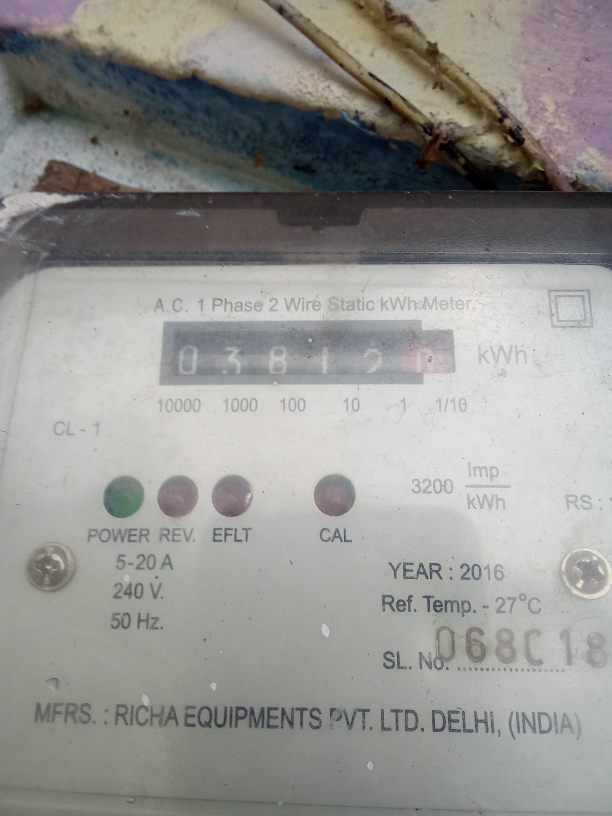 A.C. 1 Phase 2 Wire Static kWh Meter.
0 3 8 1 2 kWh
10000 1000 100 10 1 1/10
CL - 1
3200 Imp/kWh
RS :
POWER REV. EFLT CAL
5-20 A
240 V.
50 Hz.
YEAR : 2016
Ref. Temp. - 27°C
SL. No. 068C18
MFRS. : RICHA EQUIPMENTS PVT. LTD. DELHI, (INDIA)